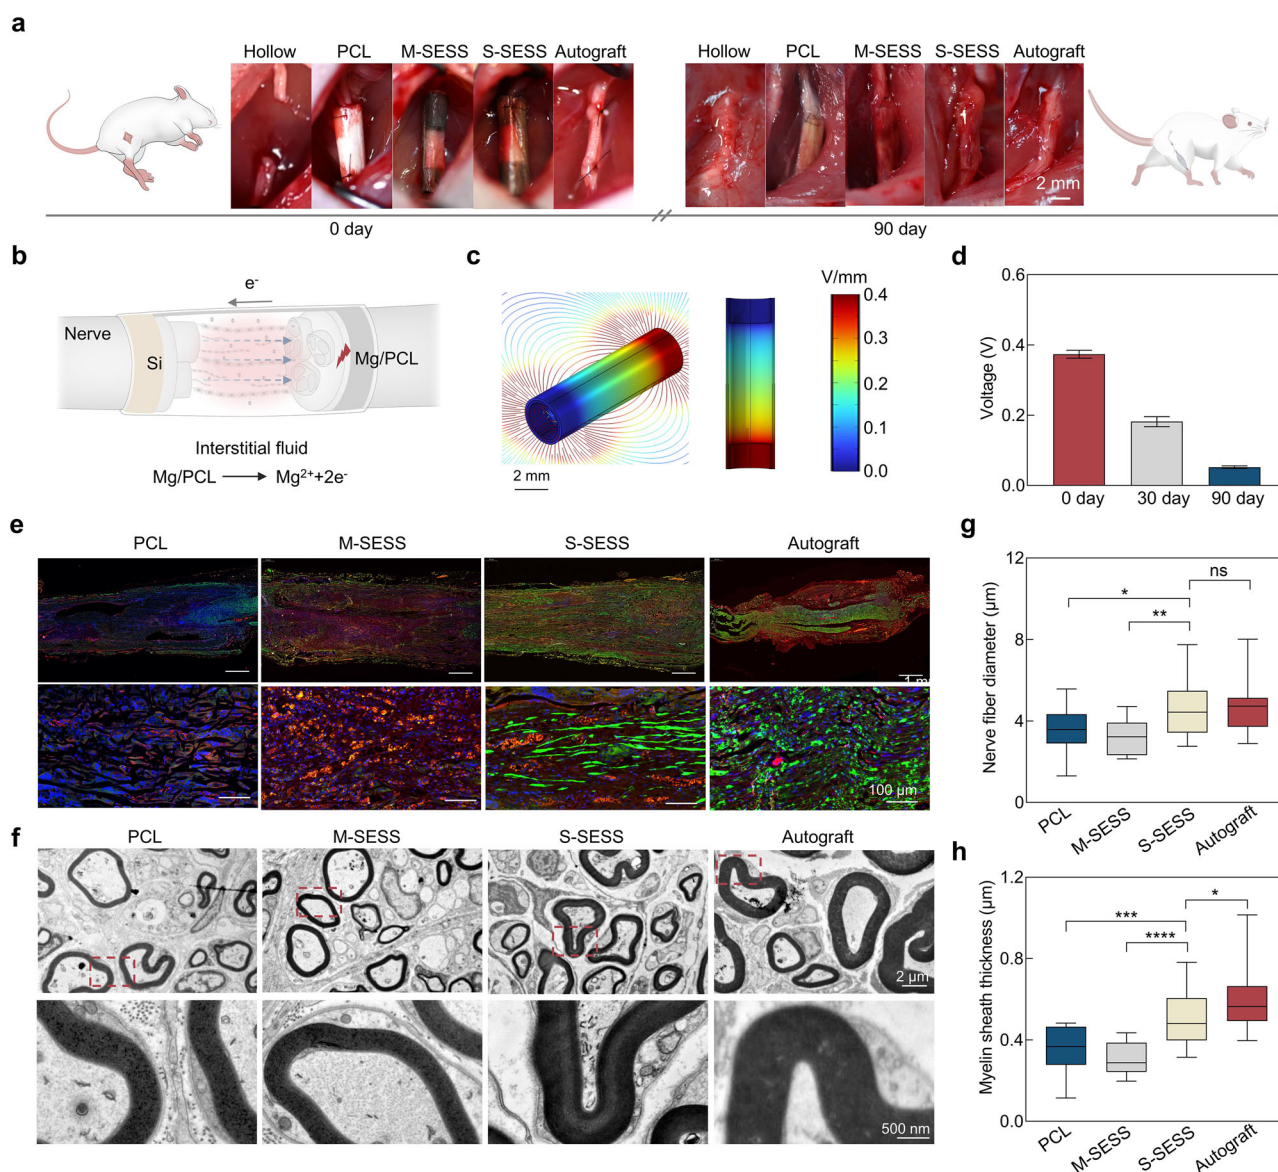 a
Hollow PCL M-SESS S-SESS Autograft
Hollow PCL M-SESS S-SESS Autograft
2 mm
0 day
90 day
b
e⁻
Nerve
Si
Mg/PCL
Interstitial fluid
Mg/PCL ⟶ Mg²⁺+2e⁻
c
V/mm
0.4
0.3
0.2
0.1
0.0
2 mm
d
Voltage (V)
0.6
0.4
0.2
0.0
0 day 30 day 90 day
e
PCL M-SESS S-SESS Autograft
100 µm
f
PCL M-SESS S-SESS Autograft
2 µm
500 nm
g
Nerve fiber diameter (µm)
12
8
4
0
*
**
ns
PCL M-SESS S-SESS Autograft
h
Myelin sheath thickness (µm)
1.2
0.8
0.4
0.0
***
****
*
PCL M-SESS S-SESS Autograft